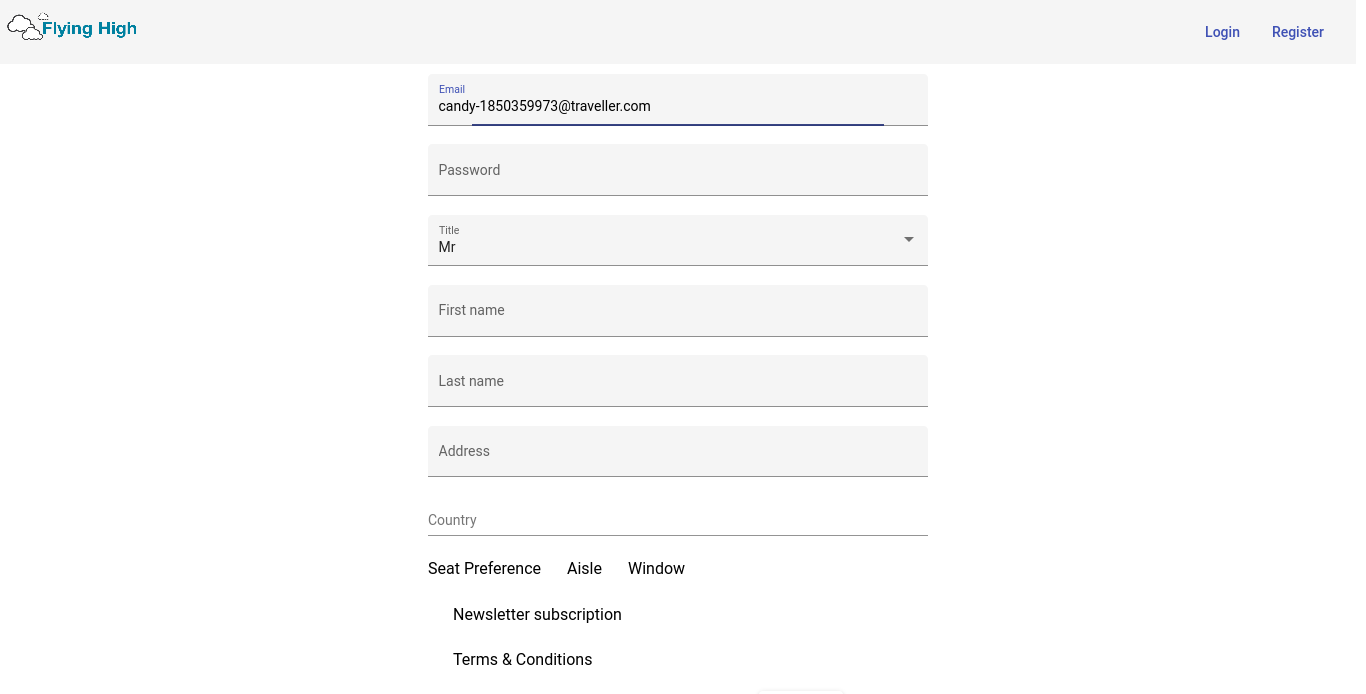 Flying High
Login Register
Email
candy-1850359973@traveller.com
Password
Title
Mr
First name
Last name
Address
Country
Seat Preference Aisle Window
Newsletter subscription
Terms & Conditions